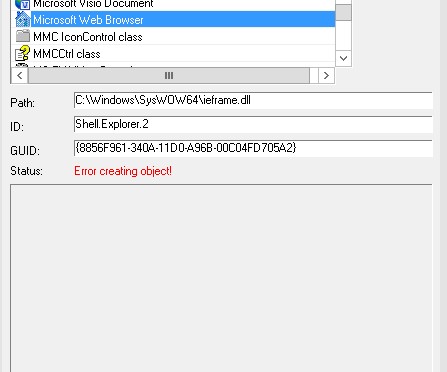 Microsoft Visio Document
Microsoft Web Browser
MMC IconControl class
MMCCtrl class
Path: C:\Windows\SysWOW64\ieframe.dll
ID: Shell.Explorer.2
GUID: {8856F961-340A-11D0-A96B-00C04FD705A2}
Status: Error creating object!